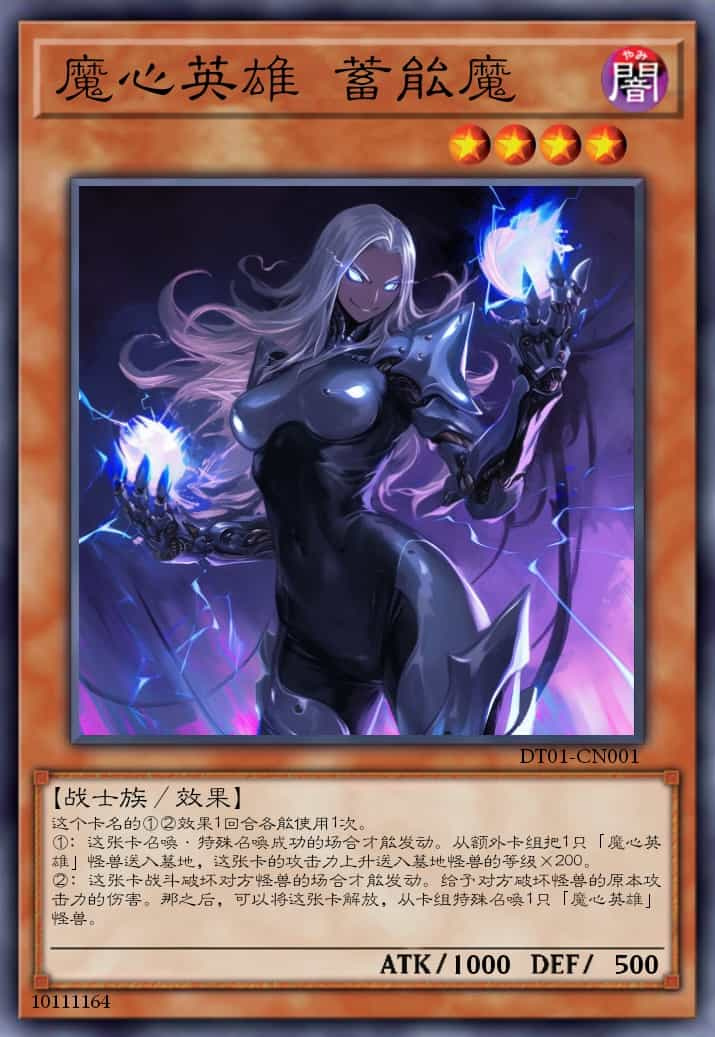 魔心英雄 蓄能魔
やみ
闇
DT01-CN001
【战士族／效果】
这个卡名的①②效果1回合各能使用1次。
①：这张卡召唤·特殊召唤成功的场合才能发动。从额外卡组把1只「魔心英
雄」怪兽送入墓地，这张卡的攻击力上升送入墓地怪兽的等级×200。
②：这张卡战斗破坏对方怪兽的场合才能发动。给予对方破坏怪兽的原本攻
击力的伤害。那之后，可以将这张卡解放，从卡组特殊召唤1只「魔心英雄」
怪兽。
ATK/1000 DEF/ 500
10111164